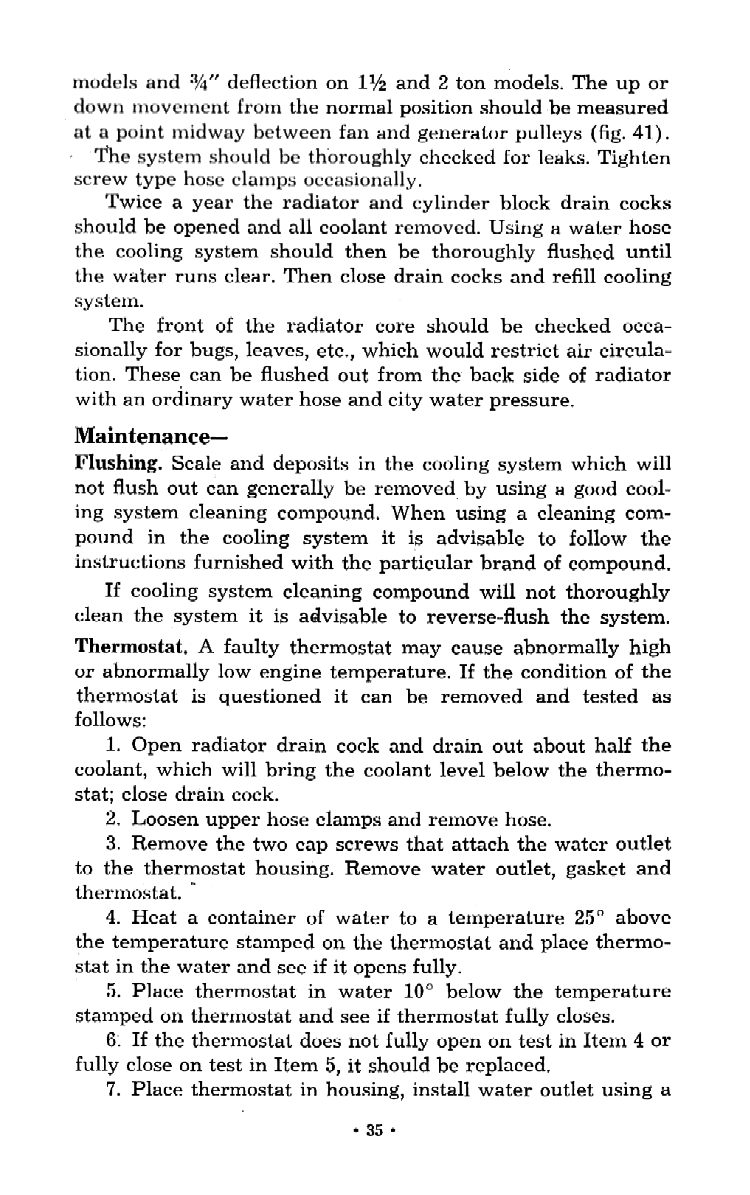 models and ¾" deflection on 1½ and 2 ton models. The up or
down movement from the normal position should be measured
at a point midway between fan and generator pulleys (fig. 41).
The system should be thoroughly checked for leaks. Tighten
screw type hose clamps occasionally.
Twice a year the radiator and cylinder block drain cocks
should be opened and all coolant removed. Using a water hose
the cooling system should then be thoroughly flushed until
the water runs clear. Then close drain cocks and refill cooling
system.
The front of the radiator core should be checked occa-
sionally for bugs, leaves, etc., which would restrict air circula-
tion. These can be flushed out from the back side of radiator
with an ordinary water hose and city water pressure.
Maintenance—
Flushing. Scale and deposits in the cooling system which will
not flush out can generally be removed by using a good cool-
ing system cleaning compound. When using a cleaning com-
pound in the cooling system it is advisable to follow the
instructions furnished with the particular brand of compound.
If cooling system cleaning compound will not thoroughly
clean the system it is advisable to reverse-flush the system.
Thermostat. A faulty thermostat may cause abnormally high
or abnormally low engine temperature. If the condition of the
thermostat is questioned it can be removed and tested as
follows:
1. Open radiator drain cock and drain out about half the
coolant, which will bring the coolant level below the thermo-
stat; close drain cock.
2. Loosen upper hose clamps and remove hose.
3. Remove the two cap screws that attach the water outlet
to the thermostat housing. Remove water outlet, gasket and
thermostat.
4. Heat a container of water to a temperature 25° above
the temperature stamped on the thermostat and place thermo-
stat in the water and see if it opens fully.
5. Place thermostat in water 10° below the temperature
stamped on thermostat and see if thermostat fully closes.
6. If the thermostat does not fully open on test in Item 4 or
fully close on test in Item 5, it should be replaced.
7. Place thermostat in housing, install water outlet using a
• 35 •